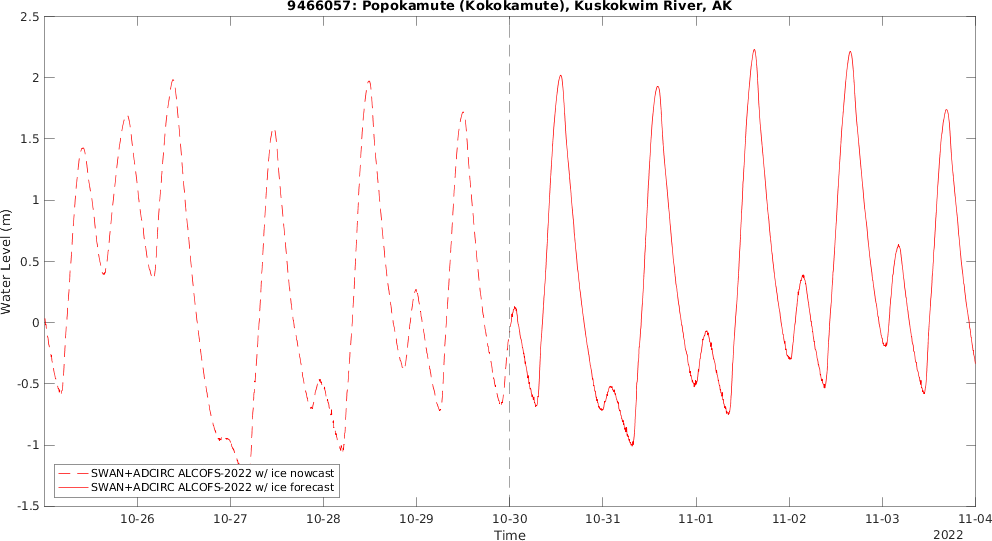 9466057: Popokamute (Kokokamute), Kuskokwim River, AK
2.5
2
1.5
1
0.5
0
-0.5
-1
-1.5
Water Level (m)
SWAN+ADCIRC ALCOFS-2022 w/ ice nowcast
SWAN+ADCIRC ALCOFS-2022 w/ ice forecast
10-26 10-27 10-28 10-29 10-30 10-31 11-01 11-02 11-03 11-04
Time
2022